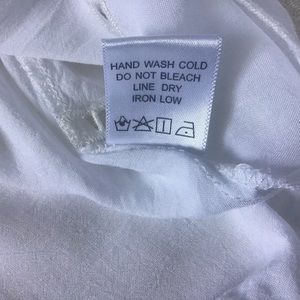 HAND WASH COLD
DO NOT BLEACH
LINE DRY
IRON LOW